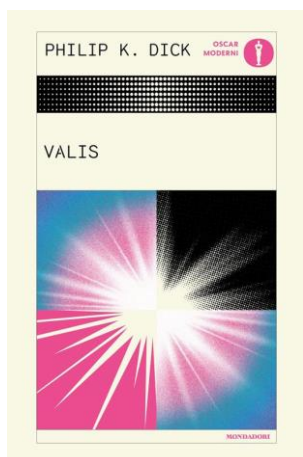 PHILIP K. DICK
OSCAR
MODERNI
VALIS
MONDADORI